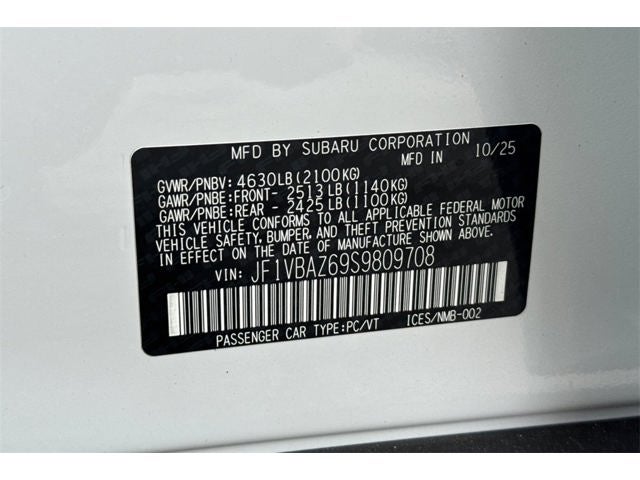 MFD BY SUBARU CORPORATION
MFD IN 10/25
GVWR/PNBV: 4630LB(2100KG)
GAWR/PNBE:FRONT- 2513LB(1140KG)
GAWR/PNBE:REAR - 2425LB(1100KG)
THIS VEHICLE CONFORMS TO ALL APPLICABLE FEDERAL MOTOR
VEHICLE SAFETY, BUMPER, AND THEFT PREVENTION STANDARDS
IN EFFECT ON THE DATE OF MANUFACTURE SHOWN ABOVE.
VIN: JF1VBAZ69S9809708
PASSENGER CAR TYPE:PC/VT ICES/NMB-002